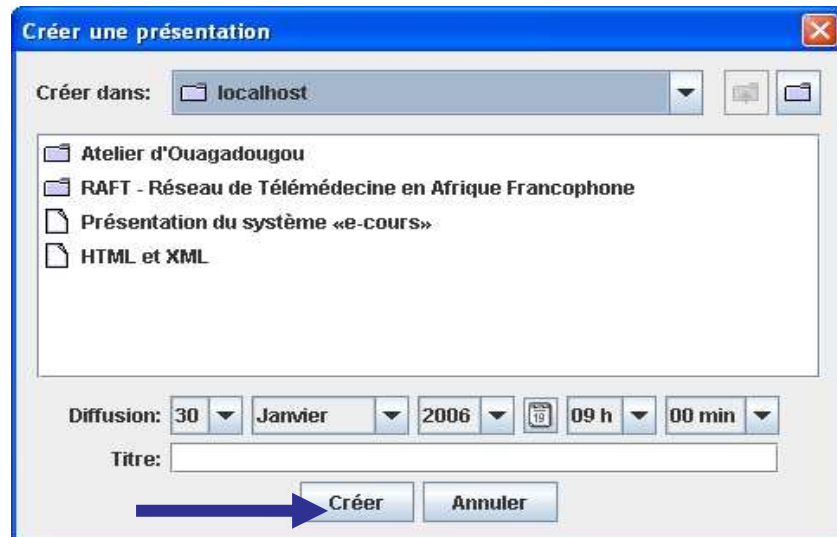 Créer une présentation
Créer dans: localhost
Atelier d'Ouagadougou
RAFT - Réseau de Télémédecine en Afrique Francophone
Présentation du système «e-cours»
HTML et XML
Diffusion: 30 Janvier 2006 19 09 h 00 min
Titre:
Créer Annuler